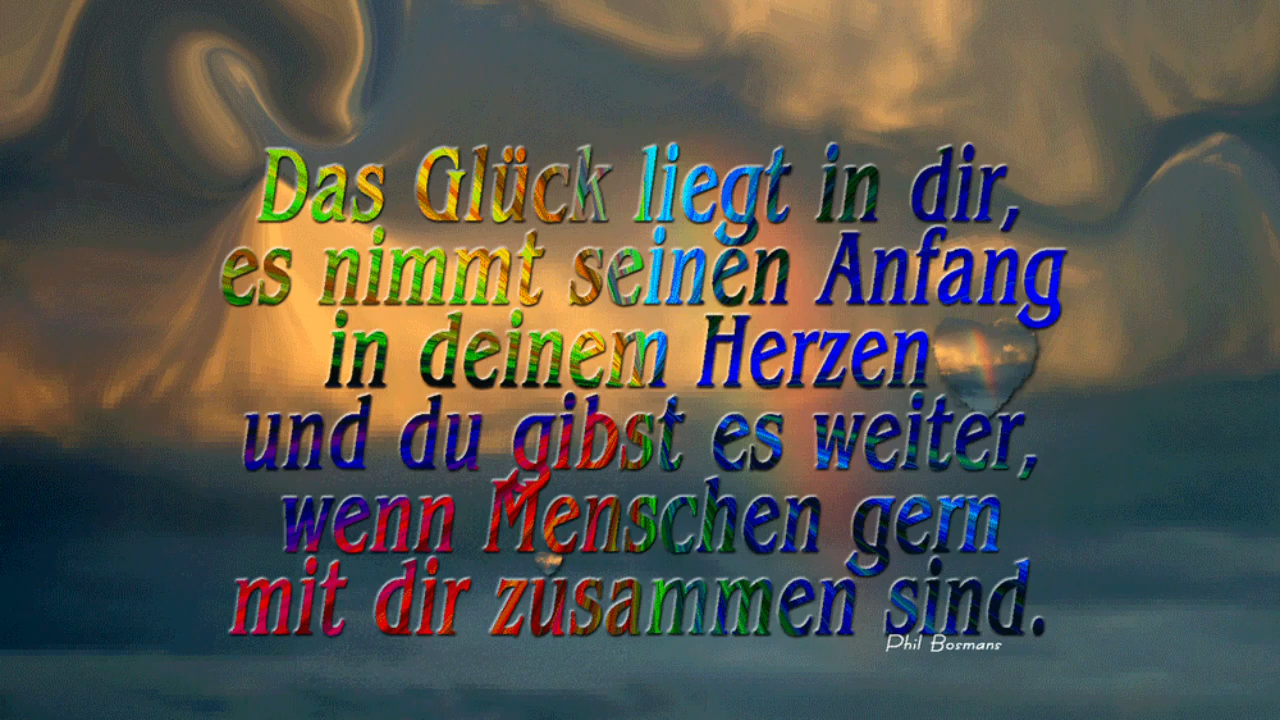 Das Glück liegt in dir,
es nimmt seinen Anfang
in deinem Herzen
und du gibst es weiter,
wenn Menschen gern
mit dir zusammen sind.
Phil Bosmans